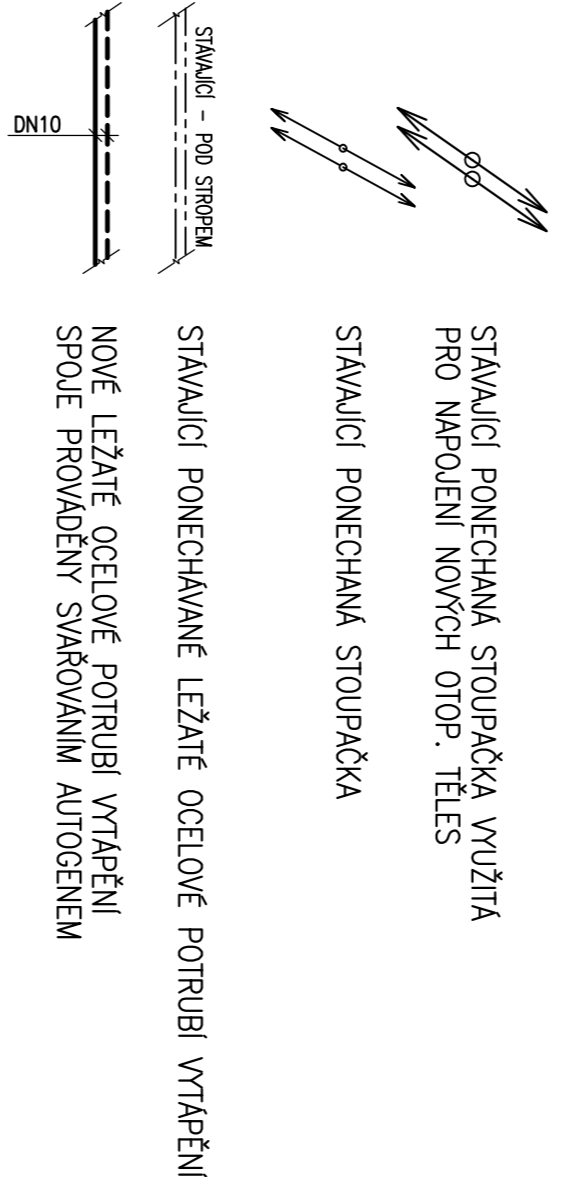 STÁVAJÍCÍ PONECHANÁ STOUPAČKA VYUŽITÁ
PRO NAPOJENÍ NOVÝCH OTOP. TĚLES
STÁVAJÍCÍ PONECHANÁ STOUPAČKA
STÁVAJÍCÍ - POD STROPEM
STÁVAJÍCÍ PONECHÁVANÉ LEŽATÉ OCELOVÉ POTRUBÍ VYTÁPĚNÍ
DN10
NOVÉ LEŽATÉ OCELOVÉ POTRUBÍ VYTÁPĚNÍ
SPOJE PROVÁDĚNY SVAŘOVÁNÍM AUTOGENEM